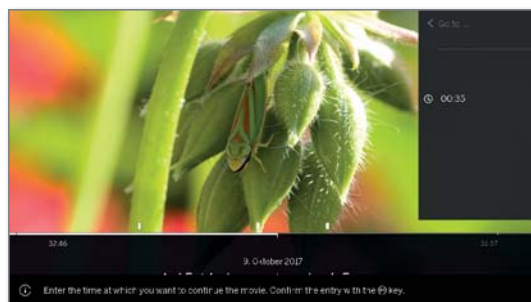 Go to ...
00:35
32:46
31:37
9. Oktober 2017
Enter the time at which you want to continue the movie. Confirm the entry with the key.